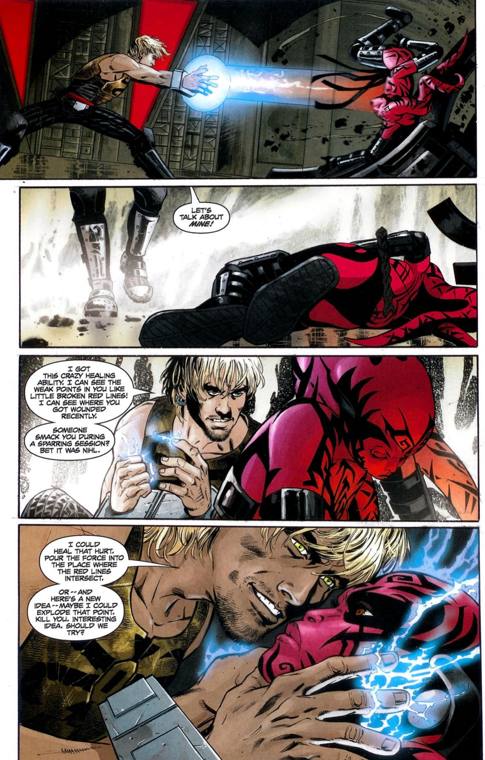 LET'S
TALK ABOUT
MINE!
I GOT
THIS CRAZY HEALING
ABILITY. I CAN SEE THE
WEAK POINTS IN YOU LIKE
LITTLE BROKEN RED LINES!
I CAN SEE WHERE YOU
GOT WOUNDED
RECENTLY.
SOMEONE
SMACK YOU DURING
A SPARRING SESSION?
BET IT WAS NIHL.
I COULD
HEAL THAT HURT.
POUR THE FORCE INTO
THE PLACE WHERE
THE RED LINES
INTERSECT.
OR -- AND
HERE'S A NEW
IDEA -- MAYBE I COULD
EXPLODE THAT POINT.
KILL YOU. INTERESTING
IDEA. SHOULD WE
TRY?